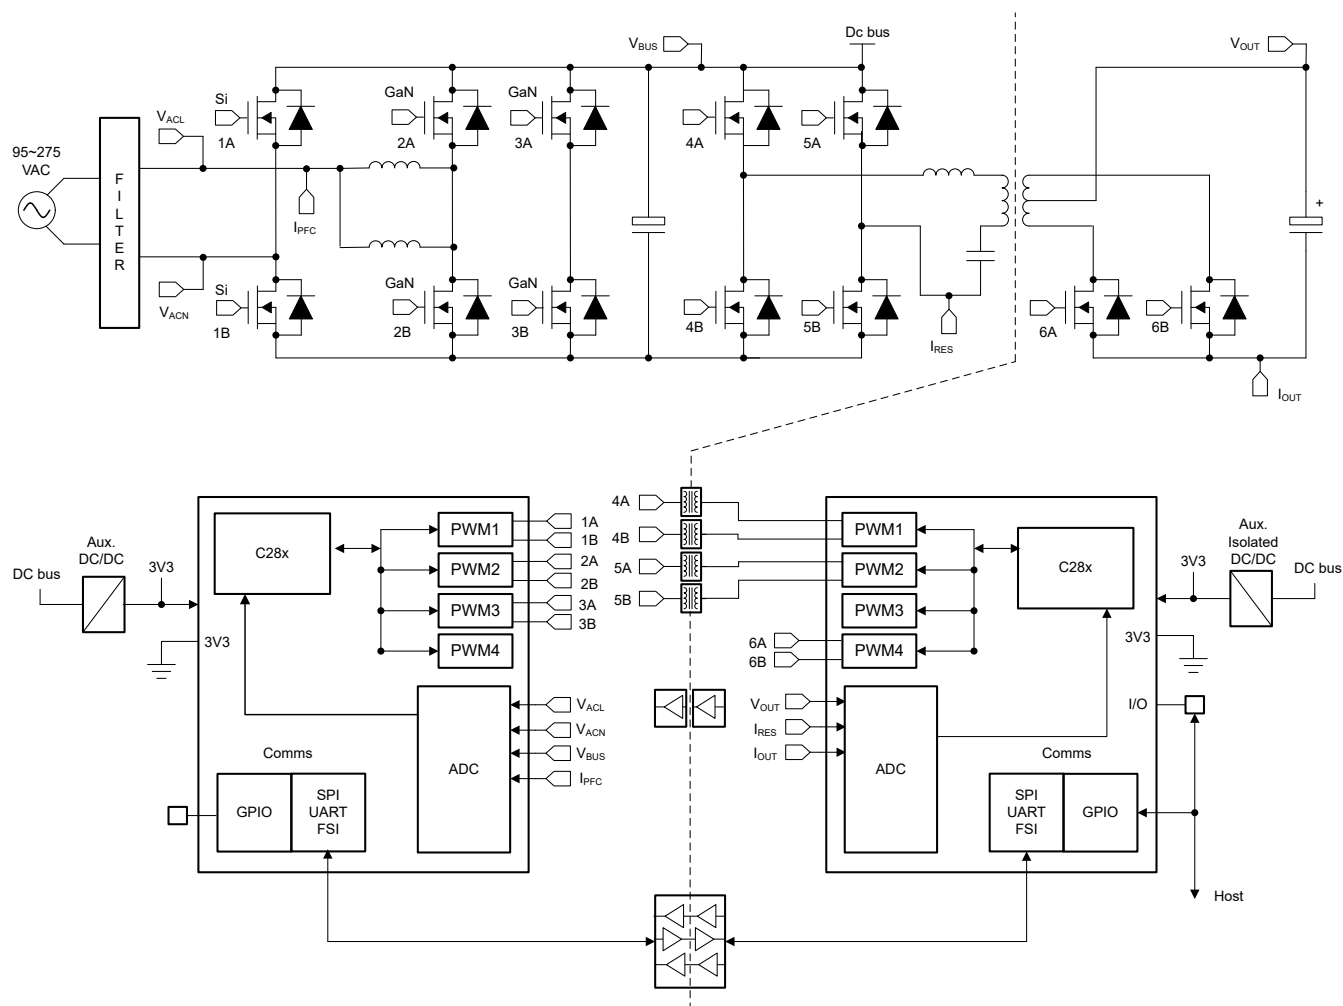 Dc bus
VBUS
VOUT
Si
GaN
GaN
VACL
1A
2A
3A
4A
5A
95~275
VAC
FILTER
IPFC
+
Si
GaN
GaN
VACN
1B
2B
3B
4B
5B
6A
6B
IRES
IOUT
4A
4B
5A
5B
C28x
PWM1
PWM2
PWM3
PWM4
1A
1B
2A
2B
3A
3B
Aux.
DC/DC
DC bus
3V3
3V3
ADC
VACL
VACN
VBUS
IPFC
Comms
GPIO
SPI
UART
FSI
PWM1
PWM2
PWM3
PWM4
6A
6B
C28x
Aux.
Isolated
DC/DC
DC bus
3V3
3V3
I/O
VOUT
IRES
IOUT
ADC
Comms
SPI
UART
FSI
GPIO
Host